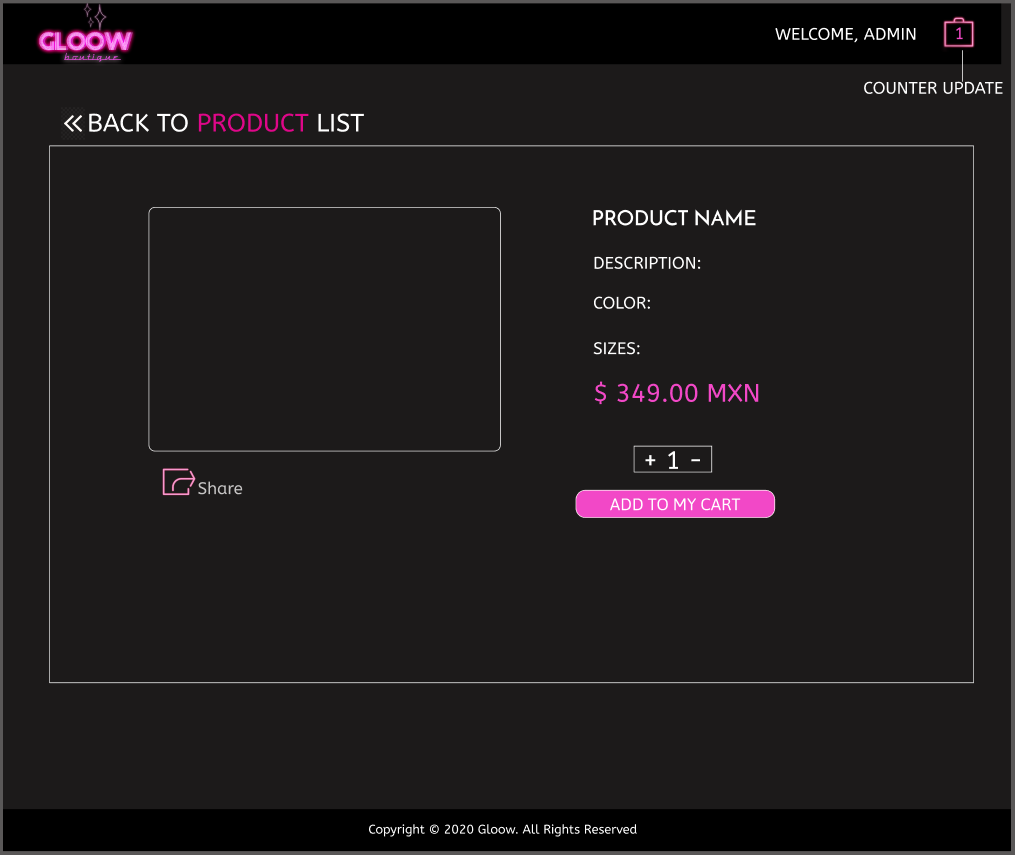 GLOOW
boutique
WELCOME, ADMIN
1
COUNTER UPDATE
BACK TO PRODUCT LIST
PRODUCT NAME
DESCRIPTION:
COLOR:
SIZES:
$ 349.00 MXN
+ 1 -
ADD TO MY CART
Share
Copyright © 2020 Gloow. All Rights Reserved